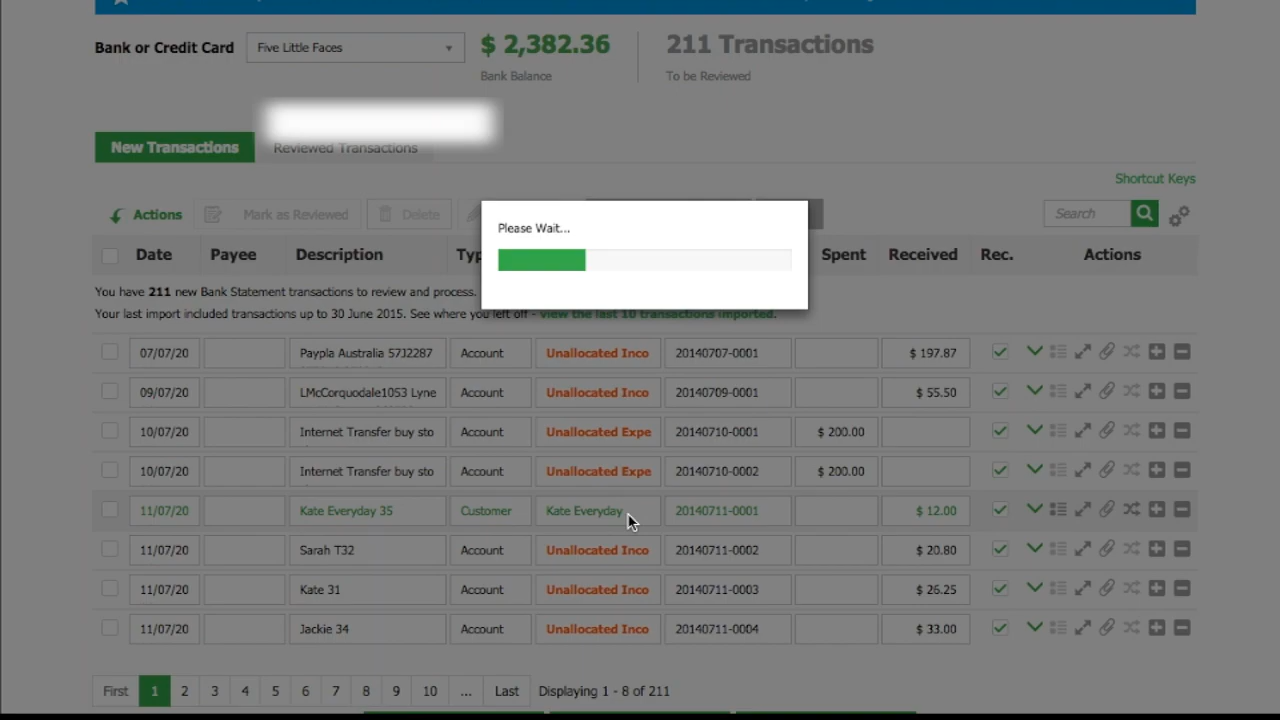 Bank or Credit Card Five Little Faces $ 2,382.36 211 Transactions
Bank Balance To be Reviewed
New Transactions Reviewed Transactions
Shortcut Keys
Actions Mark as Reviewed Delete Search
Please Wait...
Date Payee Description Typ Spent Received Rec. Actions
You have 211 new Bank Statement transactions to review and process.
Your last import included transactions up to 30 June 2015. See where you left off - view the last 10 transactions imported.
07/07/20 Paypla Australia 57J2287 Account Unallocated Inco 20140707-0001 $ 197.87
09/07/20 LMcCorquodale1053 Lyne Account Unallocated Inco 20140709-0001 $ 55.50
10/07/20 Internet Transfer buy sto Account Unallocated Expe 20140710-0001 $ 200.00
10/07/20 Internet Transfer buy sto Account Unallocated Expe 20140710-0002 $ 200.00
11/07/20 Kate Everyday 35 Customer Kate Everyday 20140711-0001 $ 12.00
11/07/20 Sarah T32 Account Unallocated Inco 20140711-0002 $ 20.80
11/07/20 Kate 31 Account Unallocated Inco 20140711-0003 $ 26.25
11/07/20 Jackie 34 Account Unallocated Inco 20140711-0004 $ 33.00
First 1 2 3 4 5 6 7 8 9 10 ... Last Displaying 1 - 8 of 211